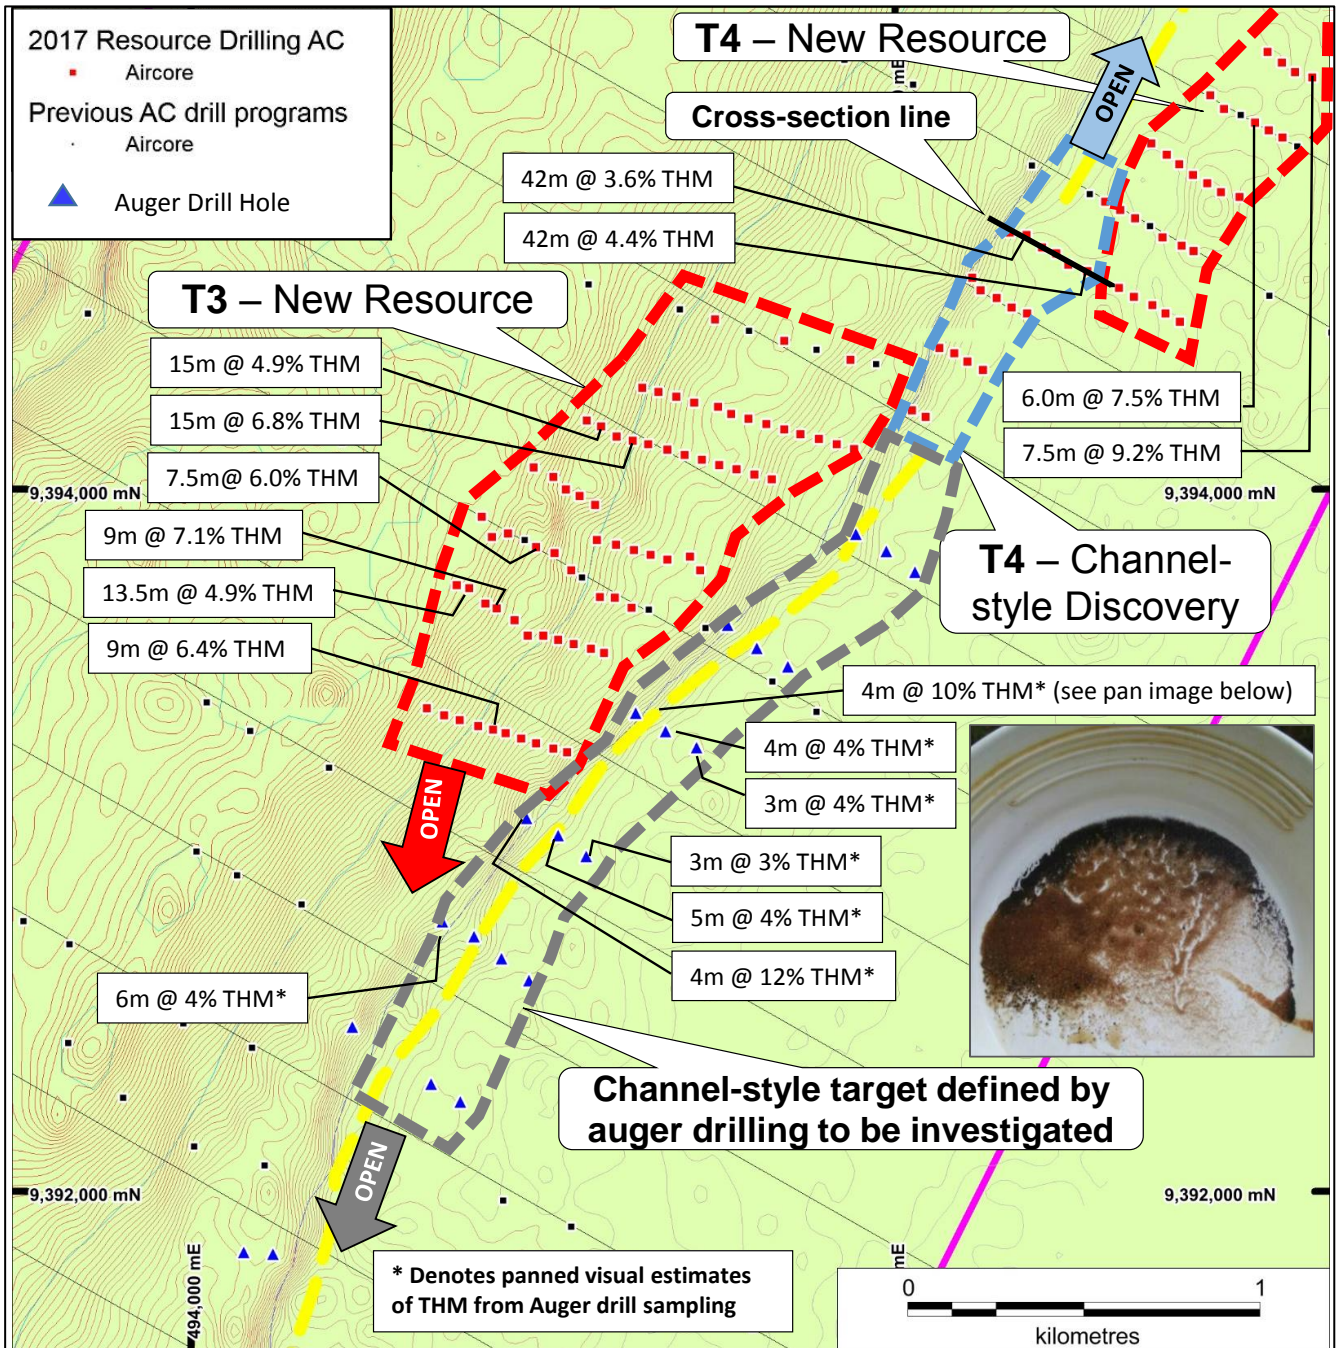 2017 Resource Drilling AC
Aircore
Previous AC drill programs
Aircore
Auger Drill Hole
T4 – New Resource
OPEN
Cross-section line
mE
42m @ 3.6% THM
42m @ 4.4% THM
T3 – New Resource
15m @ 4.9% THM
15m @ 6.8% THM
7.5m@ 6.0% THM
6.0m @ 7.5% THM
7.5m @ 9.2% THM
9,394,000 mN
9,394,000 mN
9m @ 7.1% THM
13.5m @ 4.9% THM
9m @ 6.4% THM
T4 – Channel-
style Discovery
4m @ 10% THM* (see pan image below)
4m @ 4% THM*
3m @ 4% THM*
OPEN
3m @ 3% THM*
5m @ 4% THM*
4m @ 12% THM*
6m @ 4% THM*
Channel-style target defined by
auger drilling to be investigated
OPEN
9,392,000 mN
9,392,000 mN
494,000 mE
mE
* Denotes panned visual estimates
of THM from Auger drill sampling
0 1
kilometres